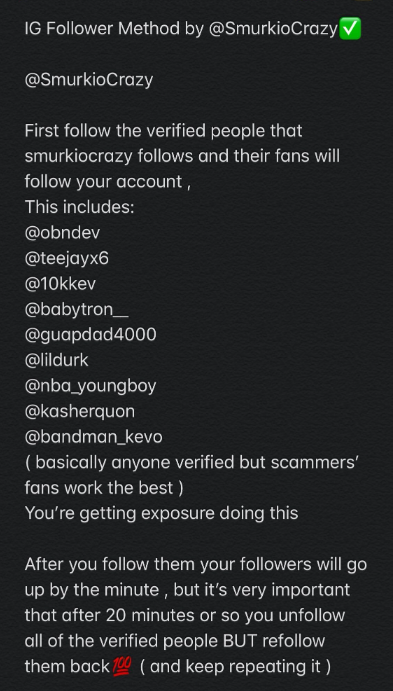 IG Follower Method by @SmurkioCrazy✅
@SmurkioCrazy
First follow the verified people that
smurkiocrazy follows and their fans will
follow your account ,
This includes:
@obndev
@teejayx6
@10kkev
@babytron__
@guapdad4000
@lildurk
@nba_youngboy
@kasherquon
@bandman_kevo
( basically anyone verified but scammers’
fans work the best )
You’re getting exposure doing this
After you follow them your followers will go
up by the minute , but it’s very important
that after 20 minutes or so you unfollow
all of the verified people BUT refollow
them back💯 ( and keep repeating it )